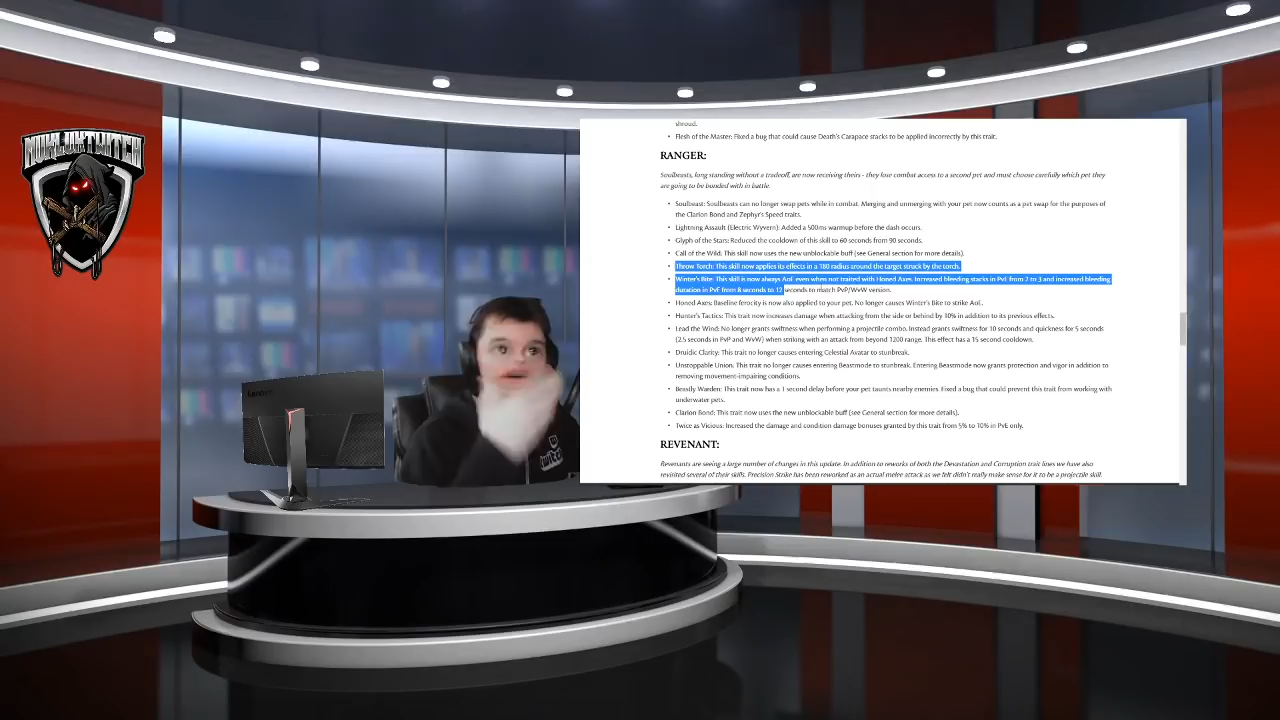 NUGLIFETWITCH
Lenovo
twitch
shroud.
• Flesh of the Master: Fixed a bug that could cause Death's Carapace stacks to be applied incorrectly by this trait.
RANGER:
Soulbeasts, long standing without a tradeoff, are now receiving theirs - they lose combat access to a second pet and must choose carefully which pet they
are going to be bonded with in battle.
• Soulbeast: Soulbeasts can no longer swap pets while in combat. Merging and unmerging with your pet now counts as a pet swap for the purposes of
the Clarion Bond and Zephyr's Speed traits.
• Lightning Assault (Electric Wyvern): Added a 500ms warmup before the dash occurs.
• Glyph of the Stars: Reduced the cooldown of this skill to 60 seconds from 90 seconds.
• Call of the Wild: This skill now uses the new unblockable buff (see General section for more details).
• Throw Torch: This skill now applies its effects in a 180 radius around the target struck by the torch.
• Winter's Bite: This skill is now always AoE even when not traited with Honed Axes. Increased bleeding stacks in PvE from 2 to 3 and increased bleeding
duration in PvE from 8 seconds to 12 seconds to match PvP/WvW version.
• Honed Axes: Baseline ferocity is now also applied to your pet. No longer causes Winter's Bite to strike AoE.
• Hunter's Tactics: This trait now increases damage when attacking from the side or behind by 10% in addition to its previous effects.
• Lead the Wind: No longer grants swiftness when performing a projectile combo. Instead grants swiftness for 10 seconds and quickness for 5 seconds
(2.5 seconds in PvP and WvW) when striking with an attack from beyond 1200 range. This effect has a 15 second cooldown.
• Druidic Clarity: This trait no longer causes entering Celestial Avatar to stunbreak.
• Unstoppable Union. This trait no longer causes entering Beastmode to stunbreak. Entering Beastmode now grants protection and vigor in addition to
removing movement-impairing conditions.
• Beastly Warden: This trait now has a 1 second delay before your pet taunts nearby enemies. Fixed a bug that could prevent this trait from working with
underwater pets.
• Clarion Bond: This trait now uses the new unblockable buff (see General section for more details).
• Twice as Vicious: Increased the damage and condition damage bonuses granted by this trait from 5% to 10% in PvE only.
REVENANT:
Revenants are seeing a large number of changes in this update. In addition to reworks of both the Devastation and Corruption trait lines we have also
revisited several of their skills. Precision Strike has been reworked as an actual melee attack as we felt didn't really make sense for it to be a projectile skill.